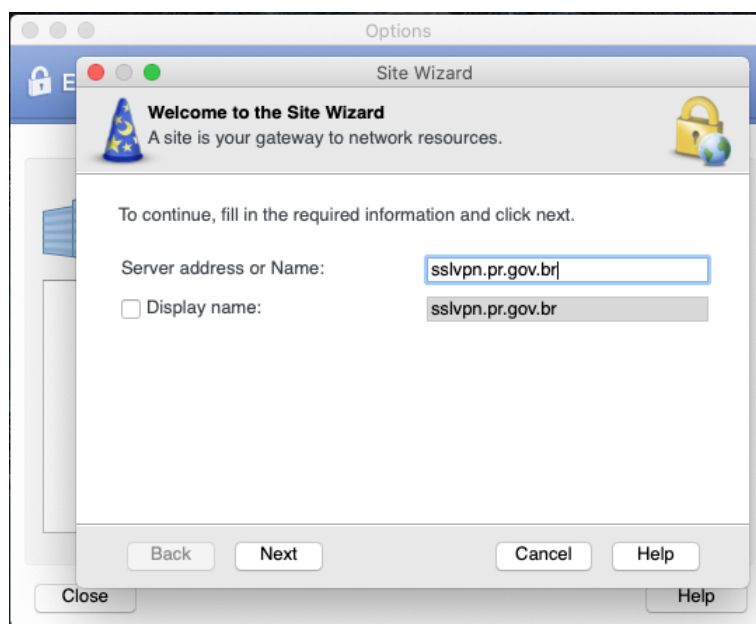 Options
E
Site Wizard
Welcome to the Site Wizard
A site is your gateway to network resources.
To continue, fill in the required information and click next.
Server address or Name: sslvpn.pr.gov.br
Display name: sslvpn.pr.gov.br
Back Next Cancel Help
Close Help